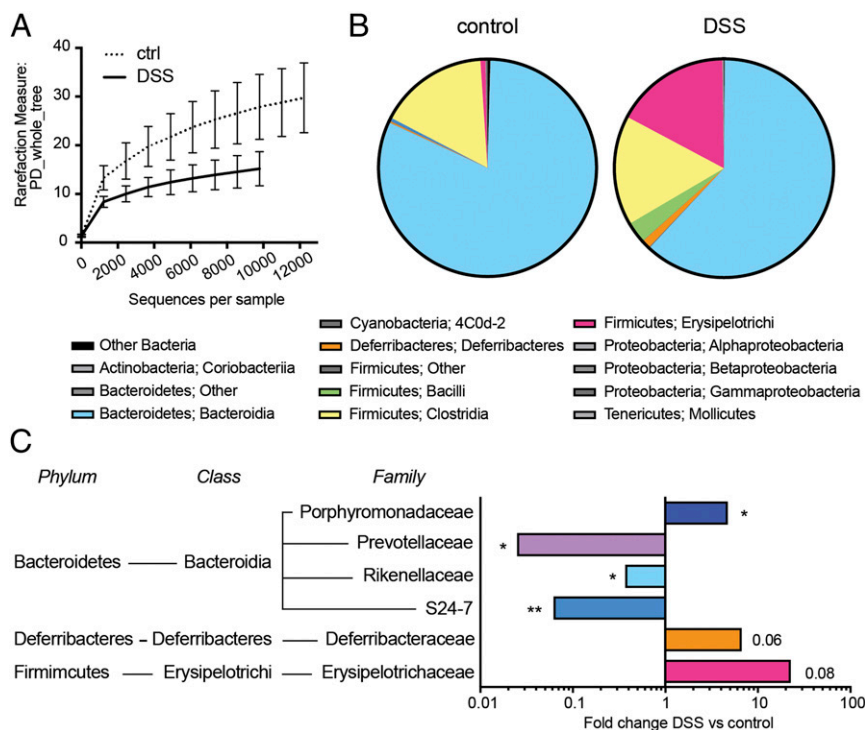 A
ctrl
DSS
Rarefaction Measure:
PD_whole_tree
40
30
20
10
0
0
2000
4000
6000
8000
10000
12000
Sequences per sample
B
control
DSS
Other Bacteria
Actinobacteria; Coriobacteriia
Bacteroidetes; Other
Bacteroidetes; Bacteroidia
Cyanobacteria; 4C0d-2
Deferribacteres; Deferribacteres
Firmicutes; Other
Firmicutes; Bacilli
Firmicutes; Clostridia
Firmicutes; Erysipelotrichi
Proteobacteria; Alphaproteobacteria
Proteobacteria; Betaproteobacteria
Proteobacteria; Gammaproteobacteria
Tenericutes; Mollicutes
C
Phylum Class Family
Porphyromonadaceae *
Prevotellaceae *
Bacteroidetes Bacteroidia
Rikenellaceae *
S24-7 **
Deferribacteres - Deferribacteres Deferribacteraceae 0.06
Firmimcutes Erysipelotrichi Erysipelotrichaceae 0.08
0.01 0.1 1 10 100
Fold change DSS vs control